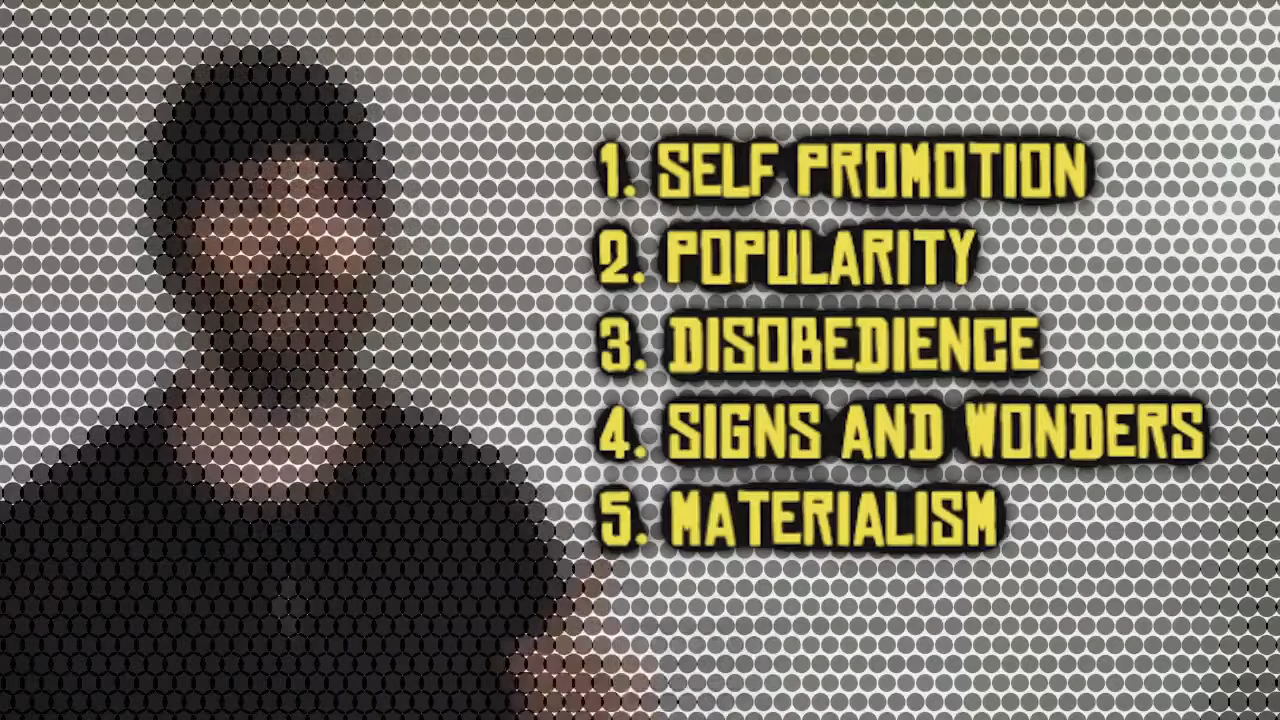 1. SELF PROMOTION
2. POPULARITY
3. DISOBEDIENCE
4. SIGNS AND WONDERS
5. MATERIALISM